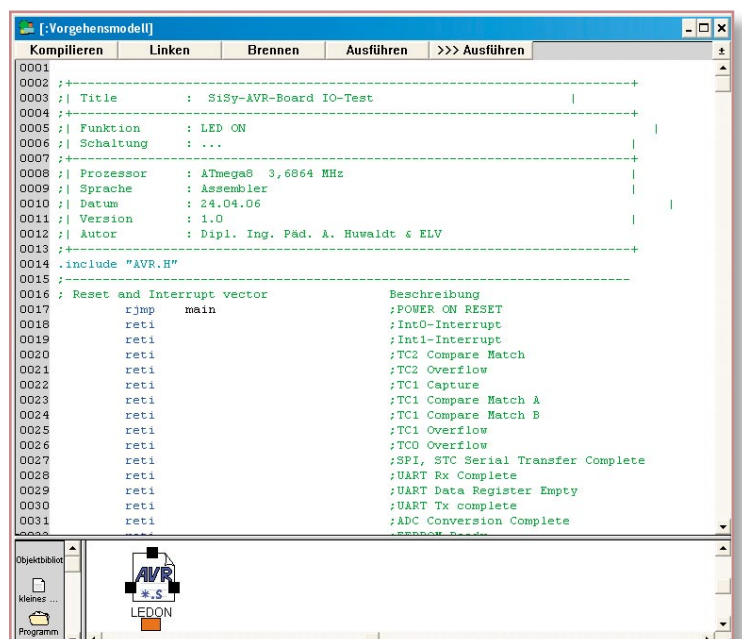 [:Vorgehensmodell]
Kompilieren Linken Brennen Ausführen >>> Ausführen
0001
0002 ;+-----------------------------------------------------------------------+
0003 ;| Title : SiSy-AVR-Board IO-Test |
0004 ;+-----------------------------------------------------------------------+
0005 ;| Funktion : LED ON |
0006 ;| Schaltung : ... |
0007 ;+-----------------------------------------------------------------------+
0008 ;| Prozessor : ATmega8 3,6864 MHz |
0009 ;| Sprache : Assembler |
0010 ;| Datum : 24.04.06 |
0011 ;| Version : 1.0 |
0012 ;| Autor : Dipl. Ing. Päd. A. Huwaldt & ELV
0013 ;+-----------------------------------------------------------------------+
0014 .include "AVR.H"
0015 ;------------------------------------------------------------------------
0016 ; Reset and Interrupt vector Beschreibung
0017 rjmp main ;POWER ON RESET
0018 reti ;Int0-Interrupt
0019 reti ;Int1-Interrupt
0020 reti ;TC2 Compare Match
0021 reti ;TC2 Overflow
0022 reti ;TC1 Capture
0023 reti ;TC1 Compare Match A
0024 reti ;TC1 Compare Match B
0025 reti ;TC1 Overflow
0026 reti ;TC0 Overflow
0027 reti ;SPI, STC Serial Transfer Complete
0028 reti ;UART Rx Complete
0029 reti ;UART Data Register Empty
0030 reti ;UART Tx complete
0031 reti ;ADC Conversion Complete
Objektbibliot
kleines ...
Programm
AVR
*.S
LEDON